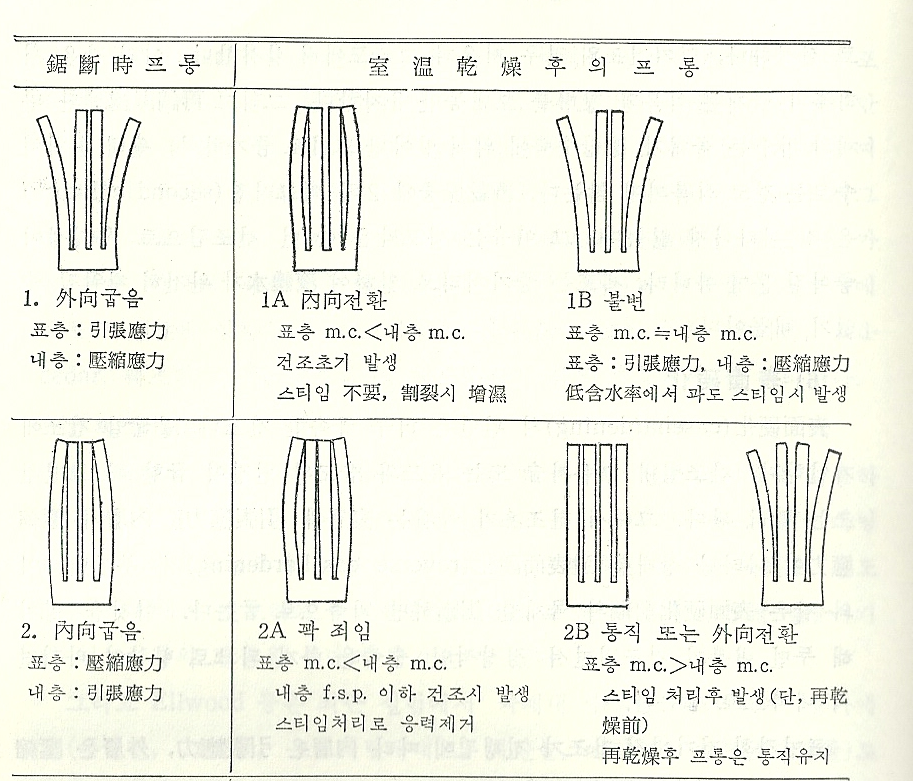 鋸斷時프롱
室溫乾燥후의 프롱
1. 外向굽음
표층 : 引張應力
내층 : 壓縮應力
1A 內向전환
표층 m.c.<내층 m.c.
건조초기 발생
스티임 不要, 割裂시 增濕
1B 불변
표층 m.c.≒내층 m.c.
표층 : 引張應力, 내층 : 壓縮應力
低含水率에서 과도 스티임시 발생
2. 內向굽음
표층 : 壓縮應力
내층 : 引張應力
2A 꽉 죄임
표층 m.c.<내층 m.c.
내층 f.s.p. 이하 건조시 발생
스티임처리로 응력제거
2B 통직 또는 外向전환
표층 m.c.>내층 m.c.
스티임 처리후 발생(단, 再乾
燥前)
再乾燥후 프롱은 통직유지